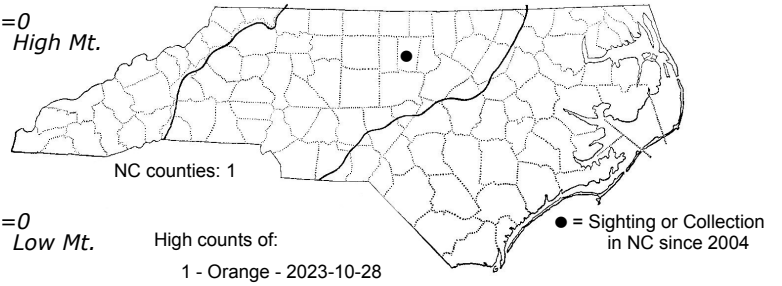 =0
High Mt.
NC counties: 1
=0
Low Mt.
High counts of:
1 - Orange - 2023-10-28
● = Sighting or Collection
in NC since 2004